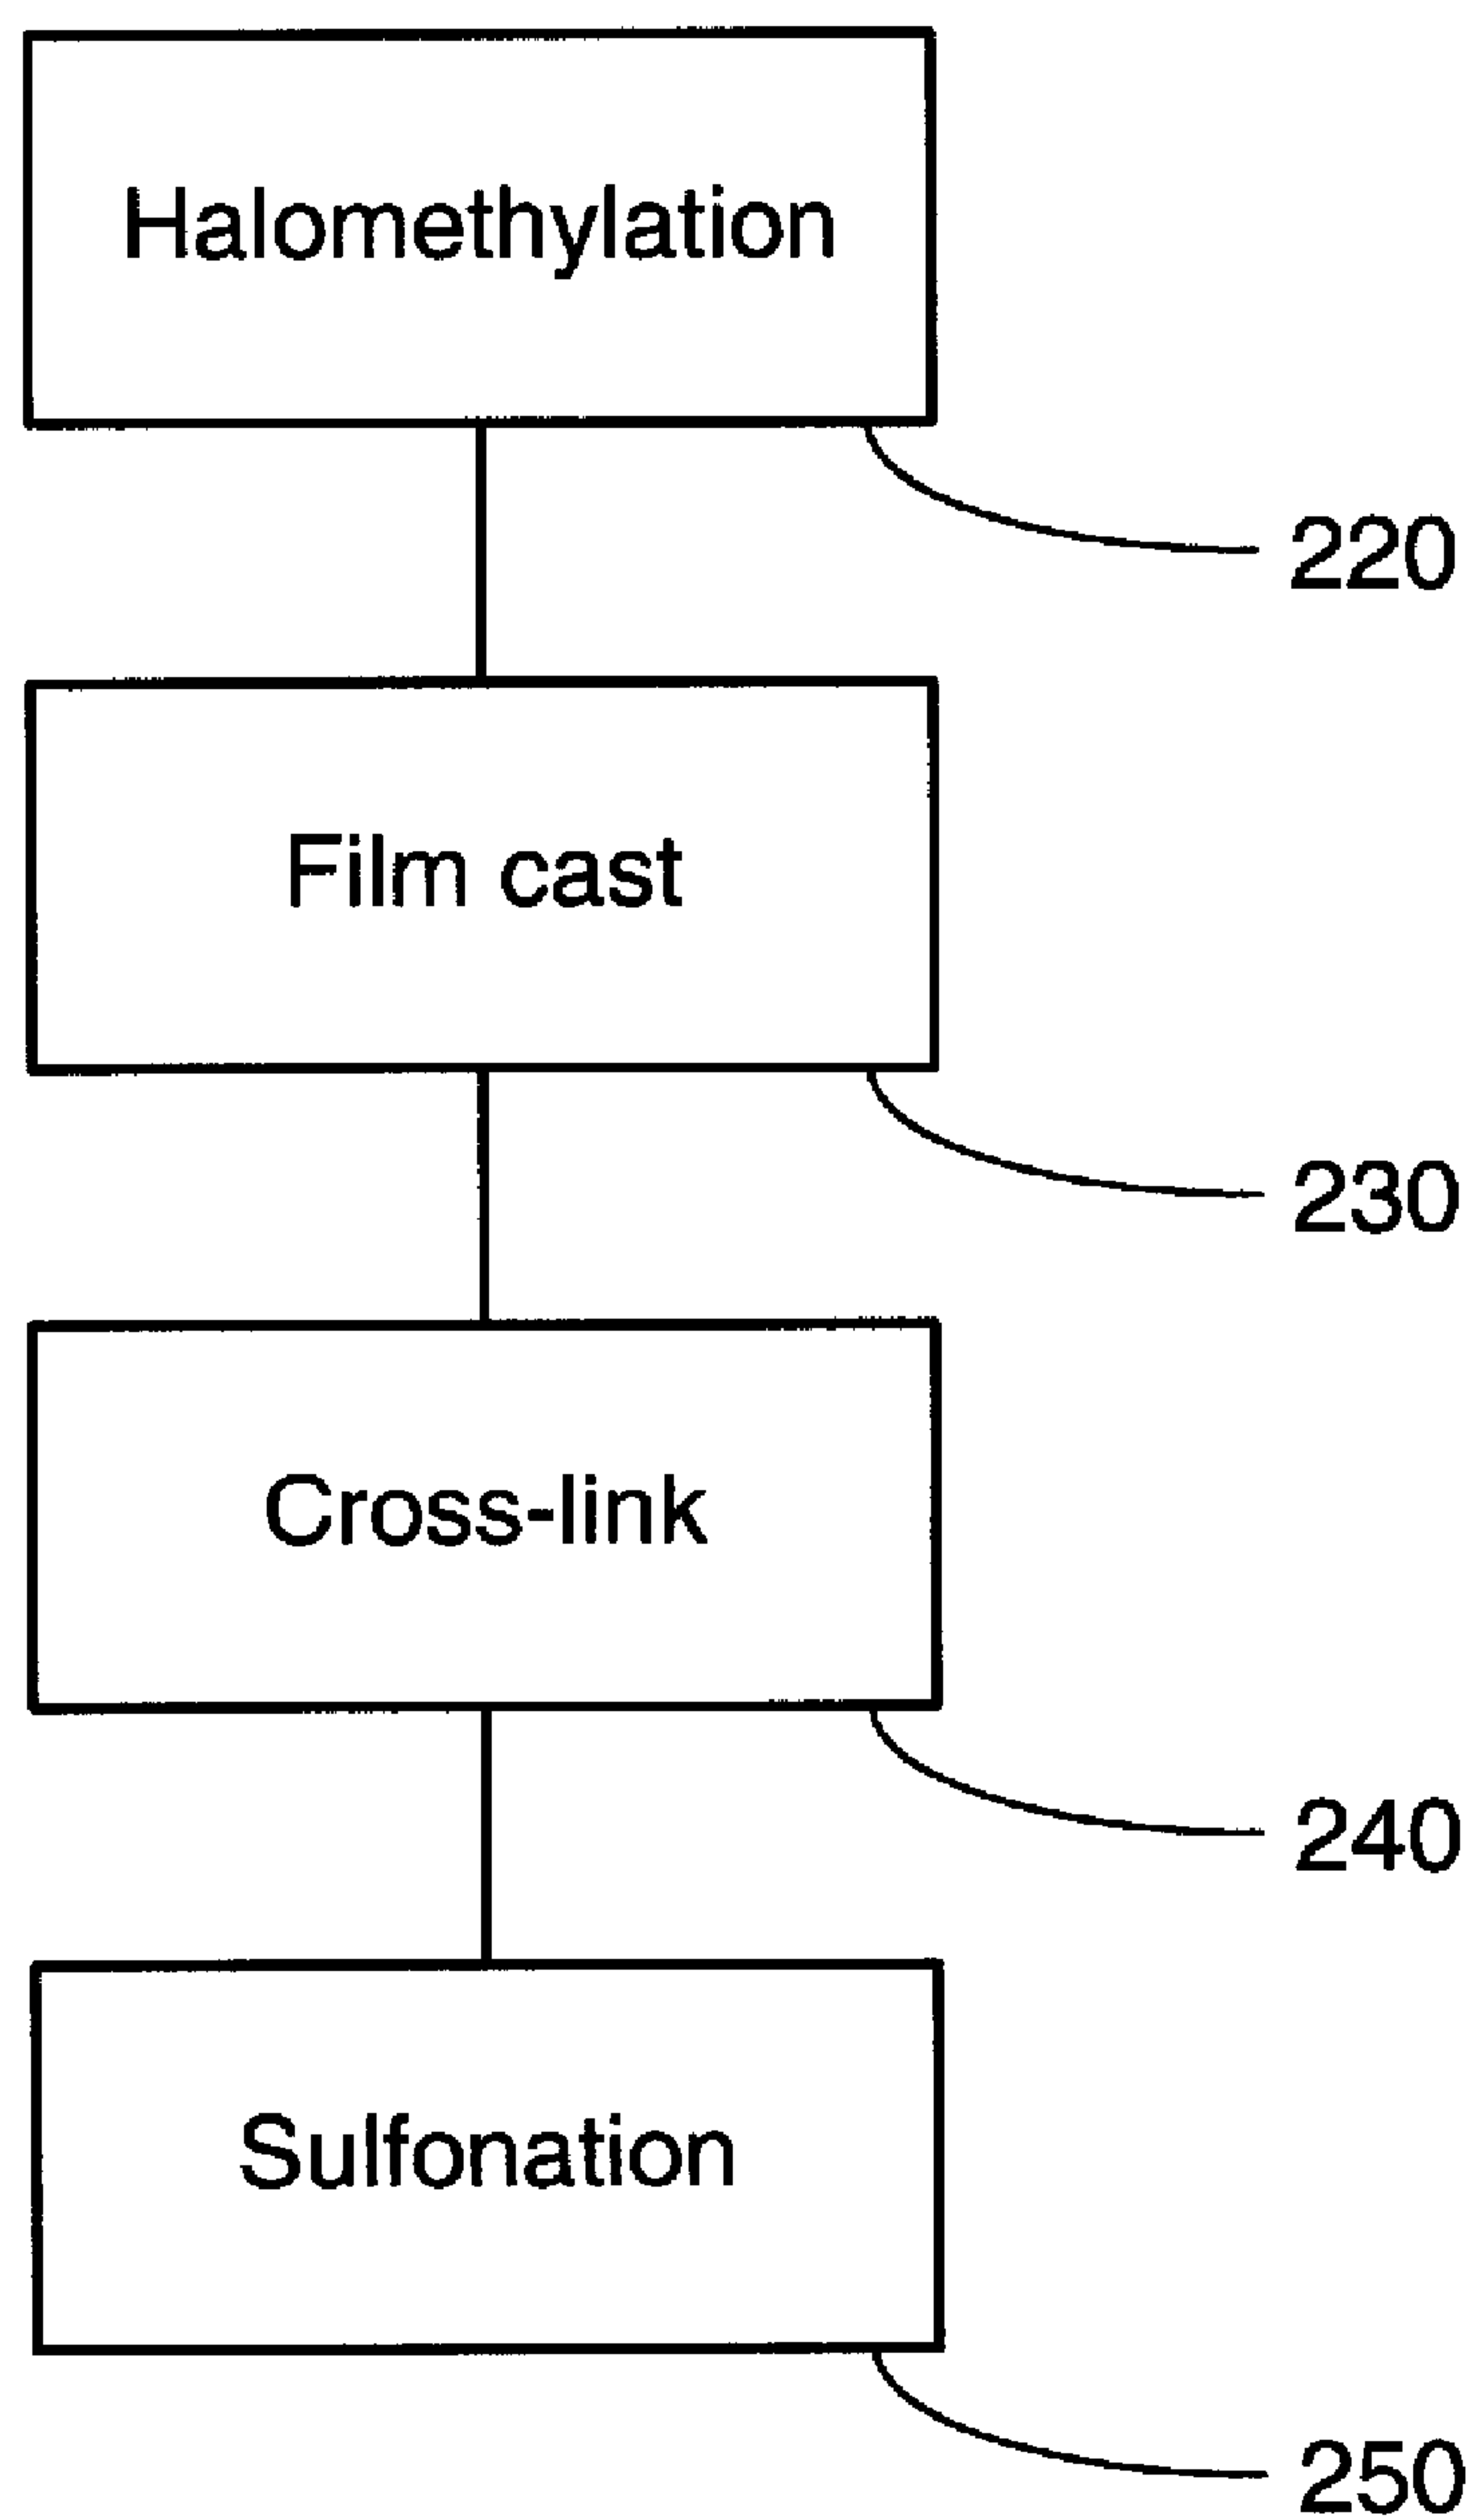 Halomethylation
220
Film cast
230
Cross-link
240
Sulfonation
250